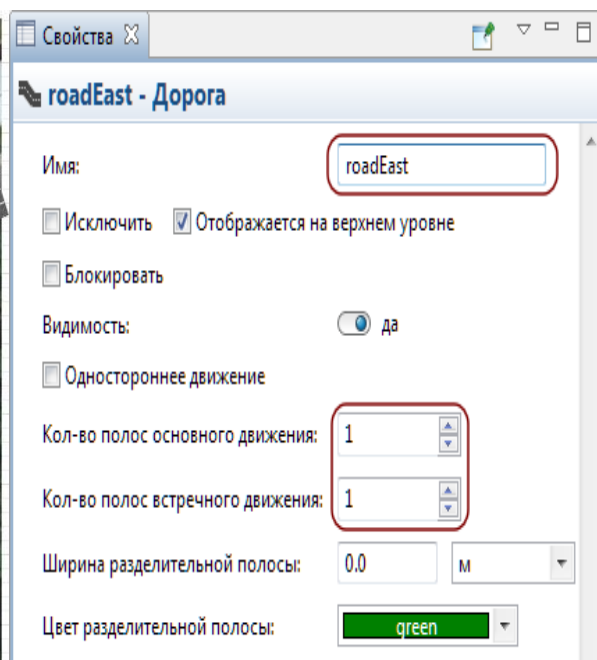 Свойства
roadEast - Дорога
Имя: roadEast
Исключить Отображается на верхнем уровне
Блокировать
Видимость: да
Одностороннее движение
Кол-во полос основного движения: 1
Кол-во полос встречного движения: 1
Ширина разделительной полосы: 0.0 м
Цвет разделительной полосы: green